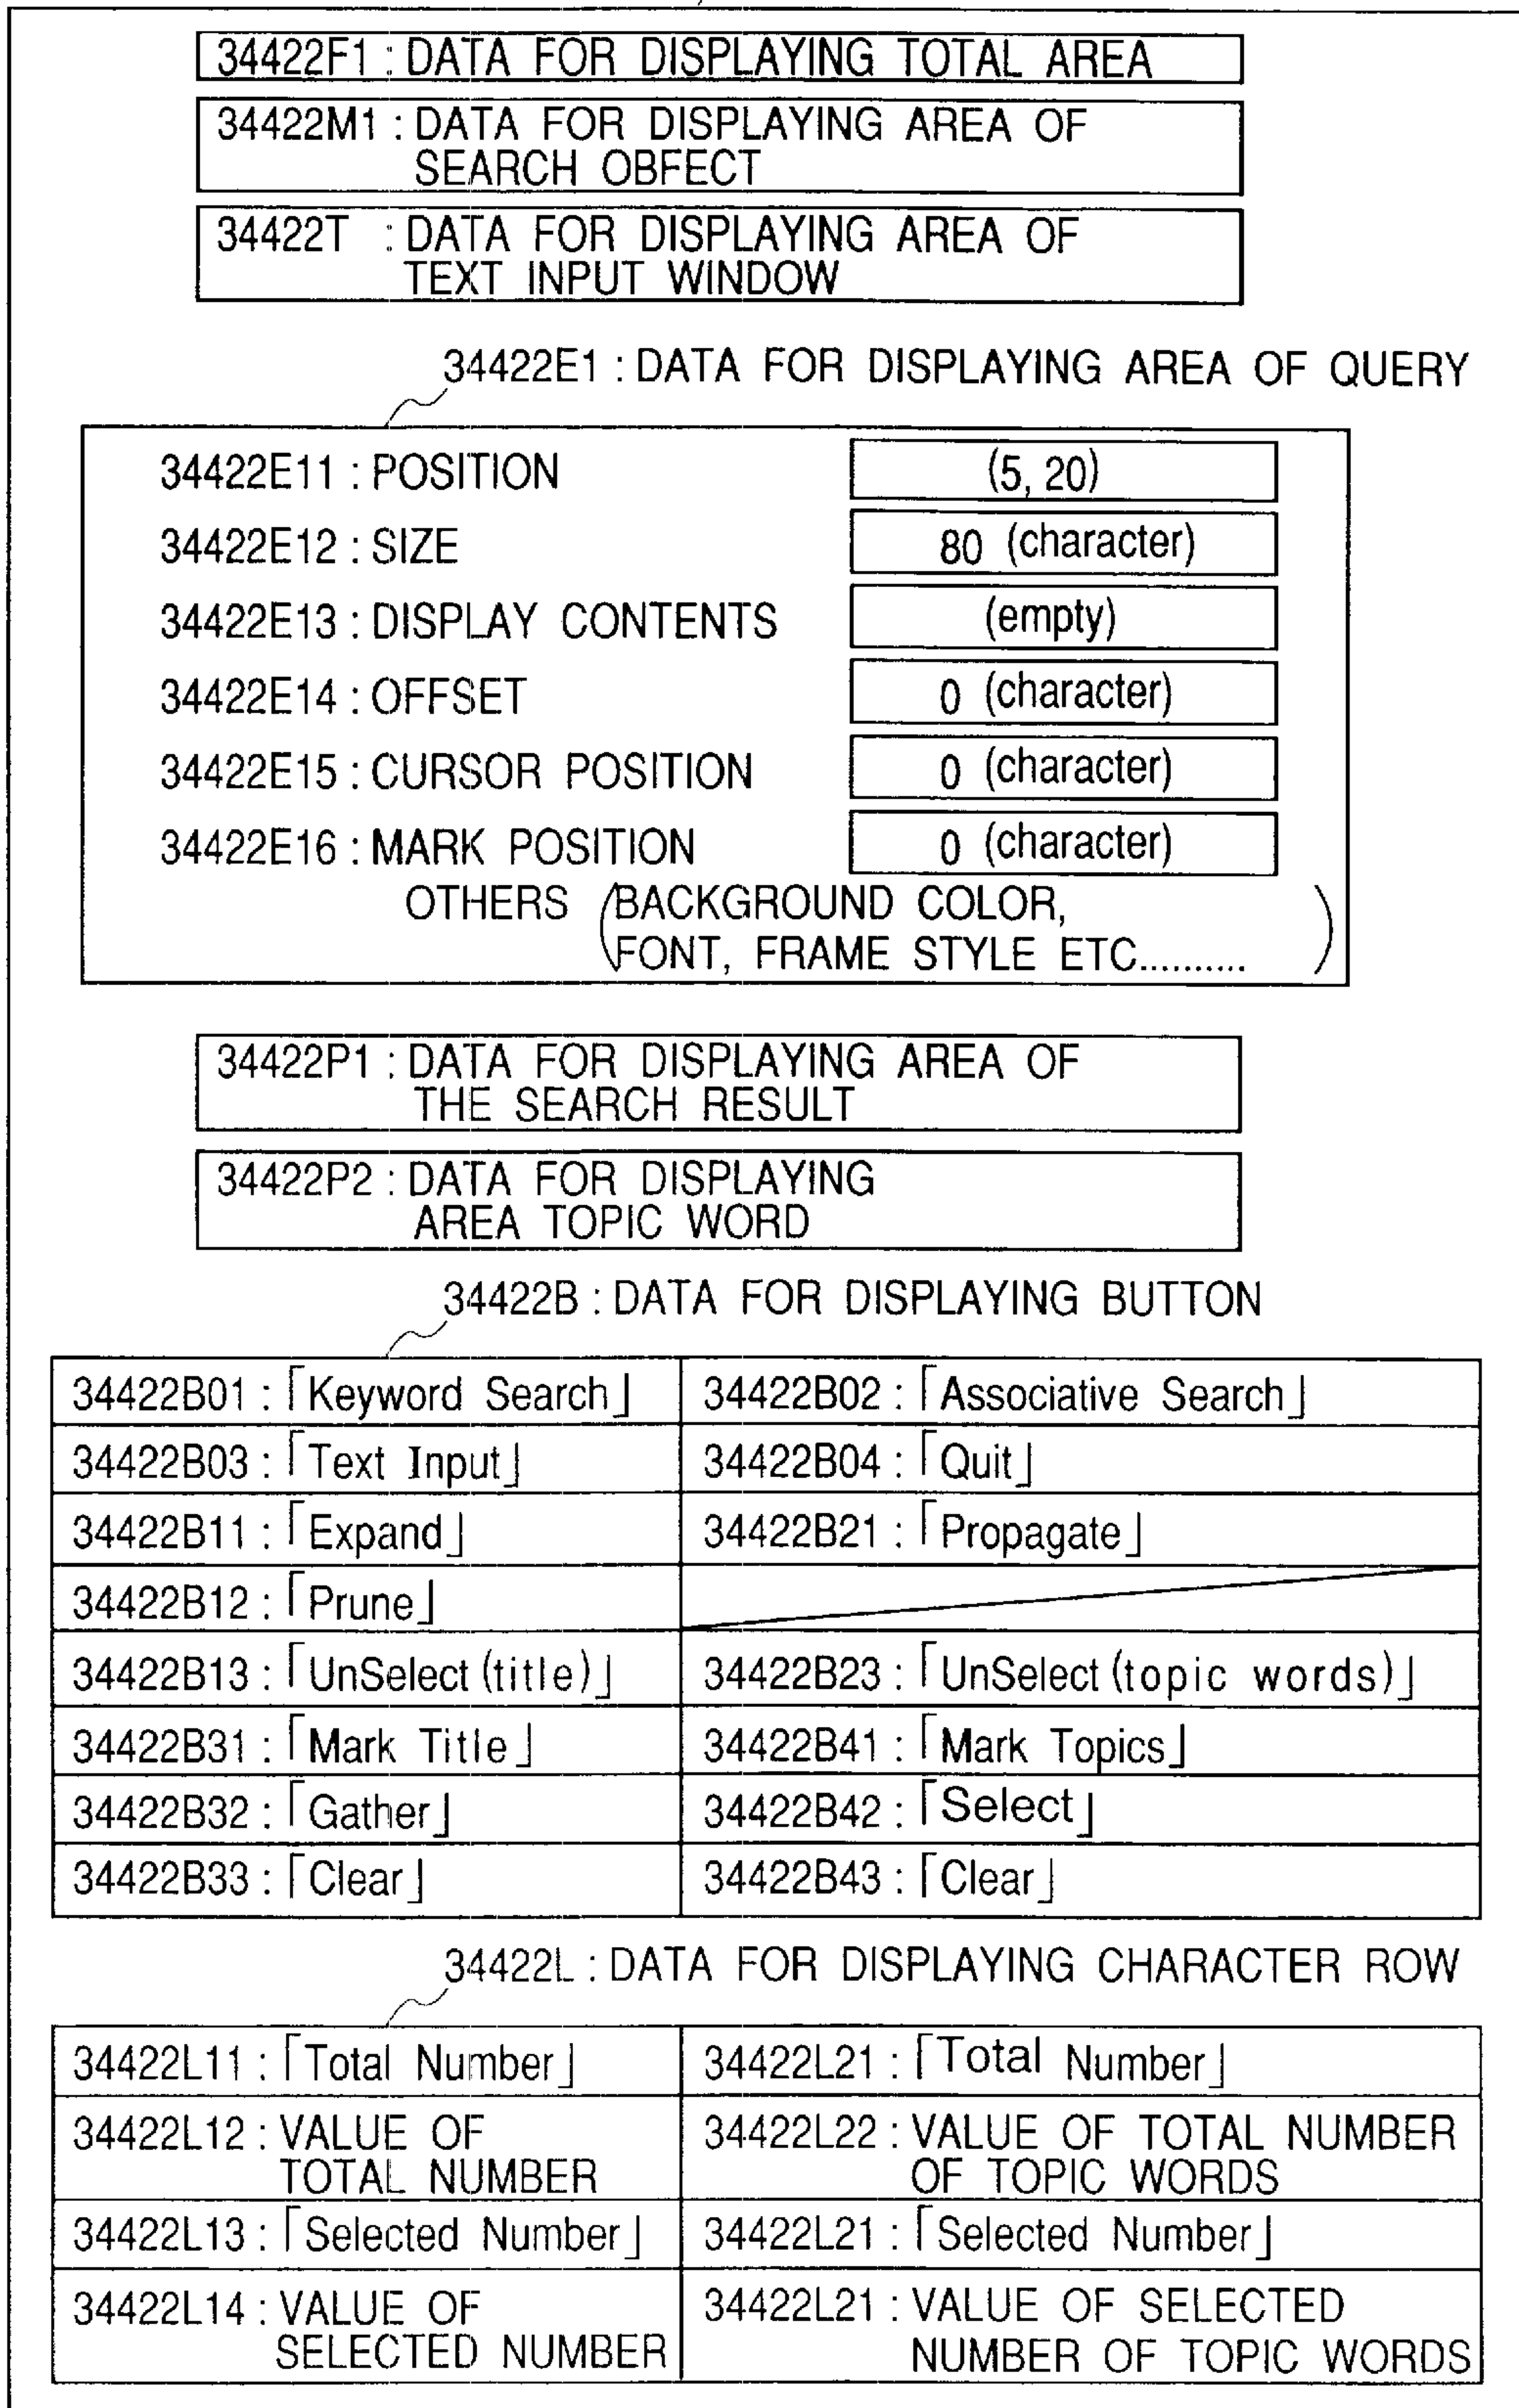 34422F1 : DATA FOR DISPLAYING TOTAL AREA
34422M1 : DATA FOR DISPLAYING AREA OF
SEARCH OBFECT
34422T : DATA FOR DISPLAYING AREA OF
TEXT INPUT WINDOW
34422E1 : DATA FOR DISPLAYING AREA OF QUERY
34422E11 : POSITION (5, 20)
34422E12 : SIZE 80 (character)
34422E13 : DISPLAY CONTENTS (empty)
34422E14 : OFFSET 0 (character)
34422E15 : CURSOR POSITION 0 (character)
34422E16 : MARK POSITION 0 (character)
OTHERS (BACKGROUND COLOR,
FONT, FRAME STYLE ETC..........)
34422P1 : DATA FOR DISPLAYING AREA OF
THE SEARCH RESULT
34422P2 : DATA FOR DISPLAYING
AREA TOPIC WORD
34422B : DATA FOR DISPLAYING BUTTON
34422B01 :「Keyword Search」 34422B02 :「Associative Search」
34422B03 :「Text Input」 34422B04 :「Quit」
34422B11 :「Expand」 34422B21 :「Propagate」
34422B12 :「Prune」
34422B13 :「UnSelect (title)」 34422B23 :「UnSelect (topic words)」
34422B31 :「Mark Title」 34422B41 :「Mark Topics」
34422B32 :「Gather」 34422B42 :「Select」
34422B33 :「Clear」 34422B43 :「Clear」
34422L : DATA FOR DISPLAYING CHARACTER ROW
34422L11 :「Total Number」 34422L21 :「Total Number」
34422L12 : VALUE OF 34422L22 : VALUE OF TOTAL NUMBER
TOTAL NUMBER OF TOPIC WORDS
34422L13 :「Selected Number」 34422L21 :「Selected Number」
34422L14 : VALUE OF 34422L21 : VALUE OF SELECTED
SELECTED NUMBER NUMBER OF TOPIC WORDS